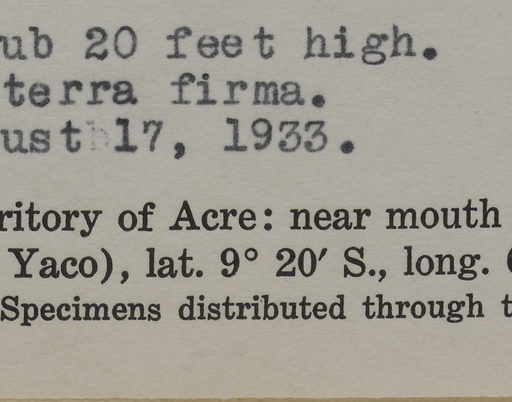 ub 20 feet high.
terra firma.
ust 17, 1933.
ritory of Acre: near mouth
Yaco), lat. 9° 20′ S., long. (
Specimens distributed through t